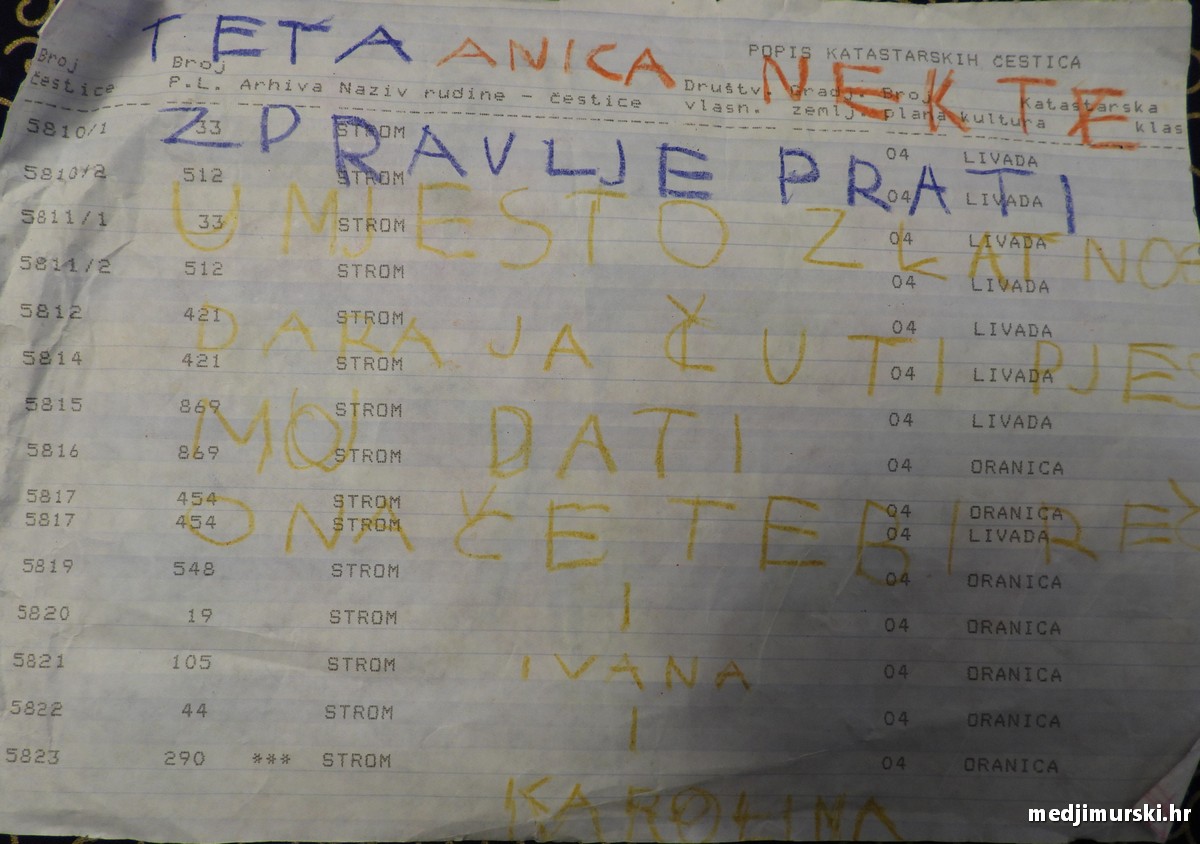 TETA ANICA NEKTE
POPIS KATASTARSKIH ČESTICA
Broj čestice Broj P.L. Arhiva Naziv rudine - čestice Društv. vlasn. Gradj. zemlj. Broj plana Katastarska kultura klas
ZDRAVLJE PRATI
5810/1 33 STROM 04 LIVADA
5810/2 512 STROM 04 LIVADA
UMJESTO ZLATNOG
5811/1 33 STROM 04 LIVADA
5811/2 512 STROM 04 LIVADA
DARA JA ĆU TI PJES
5812 421 STROM 04 LIVADA
5814 421 STROM 04 LIVADA
MOJ DATI
5815 869 STROM 04 LIVADA
5816 869 STROM 04 ORANICA
ONA ČE TEBI REČ
5817 454 STROM 04 ORANICA
5817 454 STROM 04 LIVADA
5819 548 STROM 04 ORANICA
I
5820 19 STROM 04 ORANICA
IVANA
5821 105 STROM 04 ORANICA
I
5822 44 STROM 04 ORANICA
5823 290 *** STROM 04 ORANICA
KAROLINA
medjimurski.hr